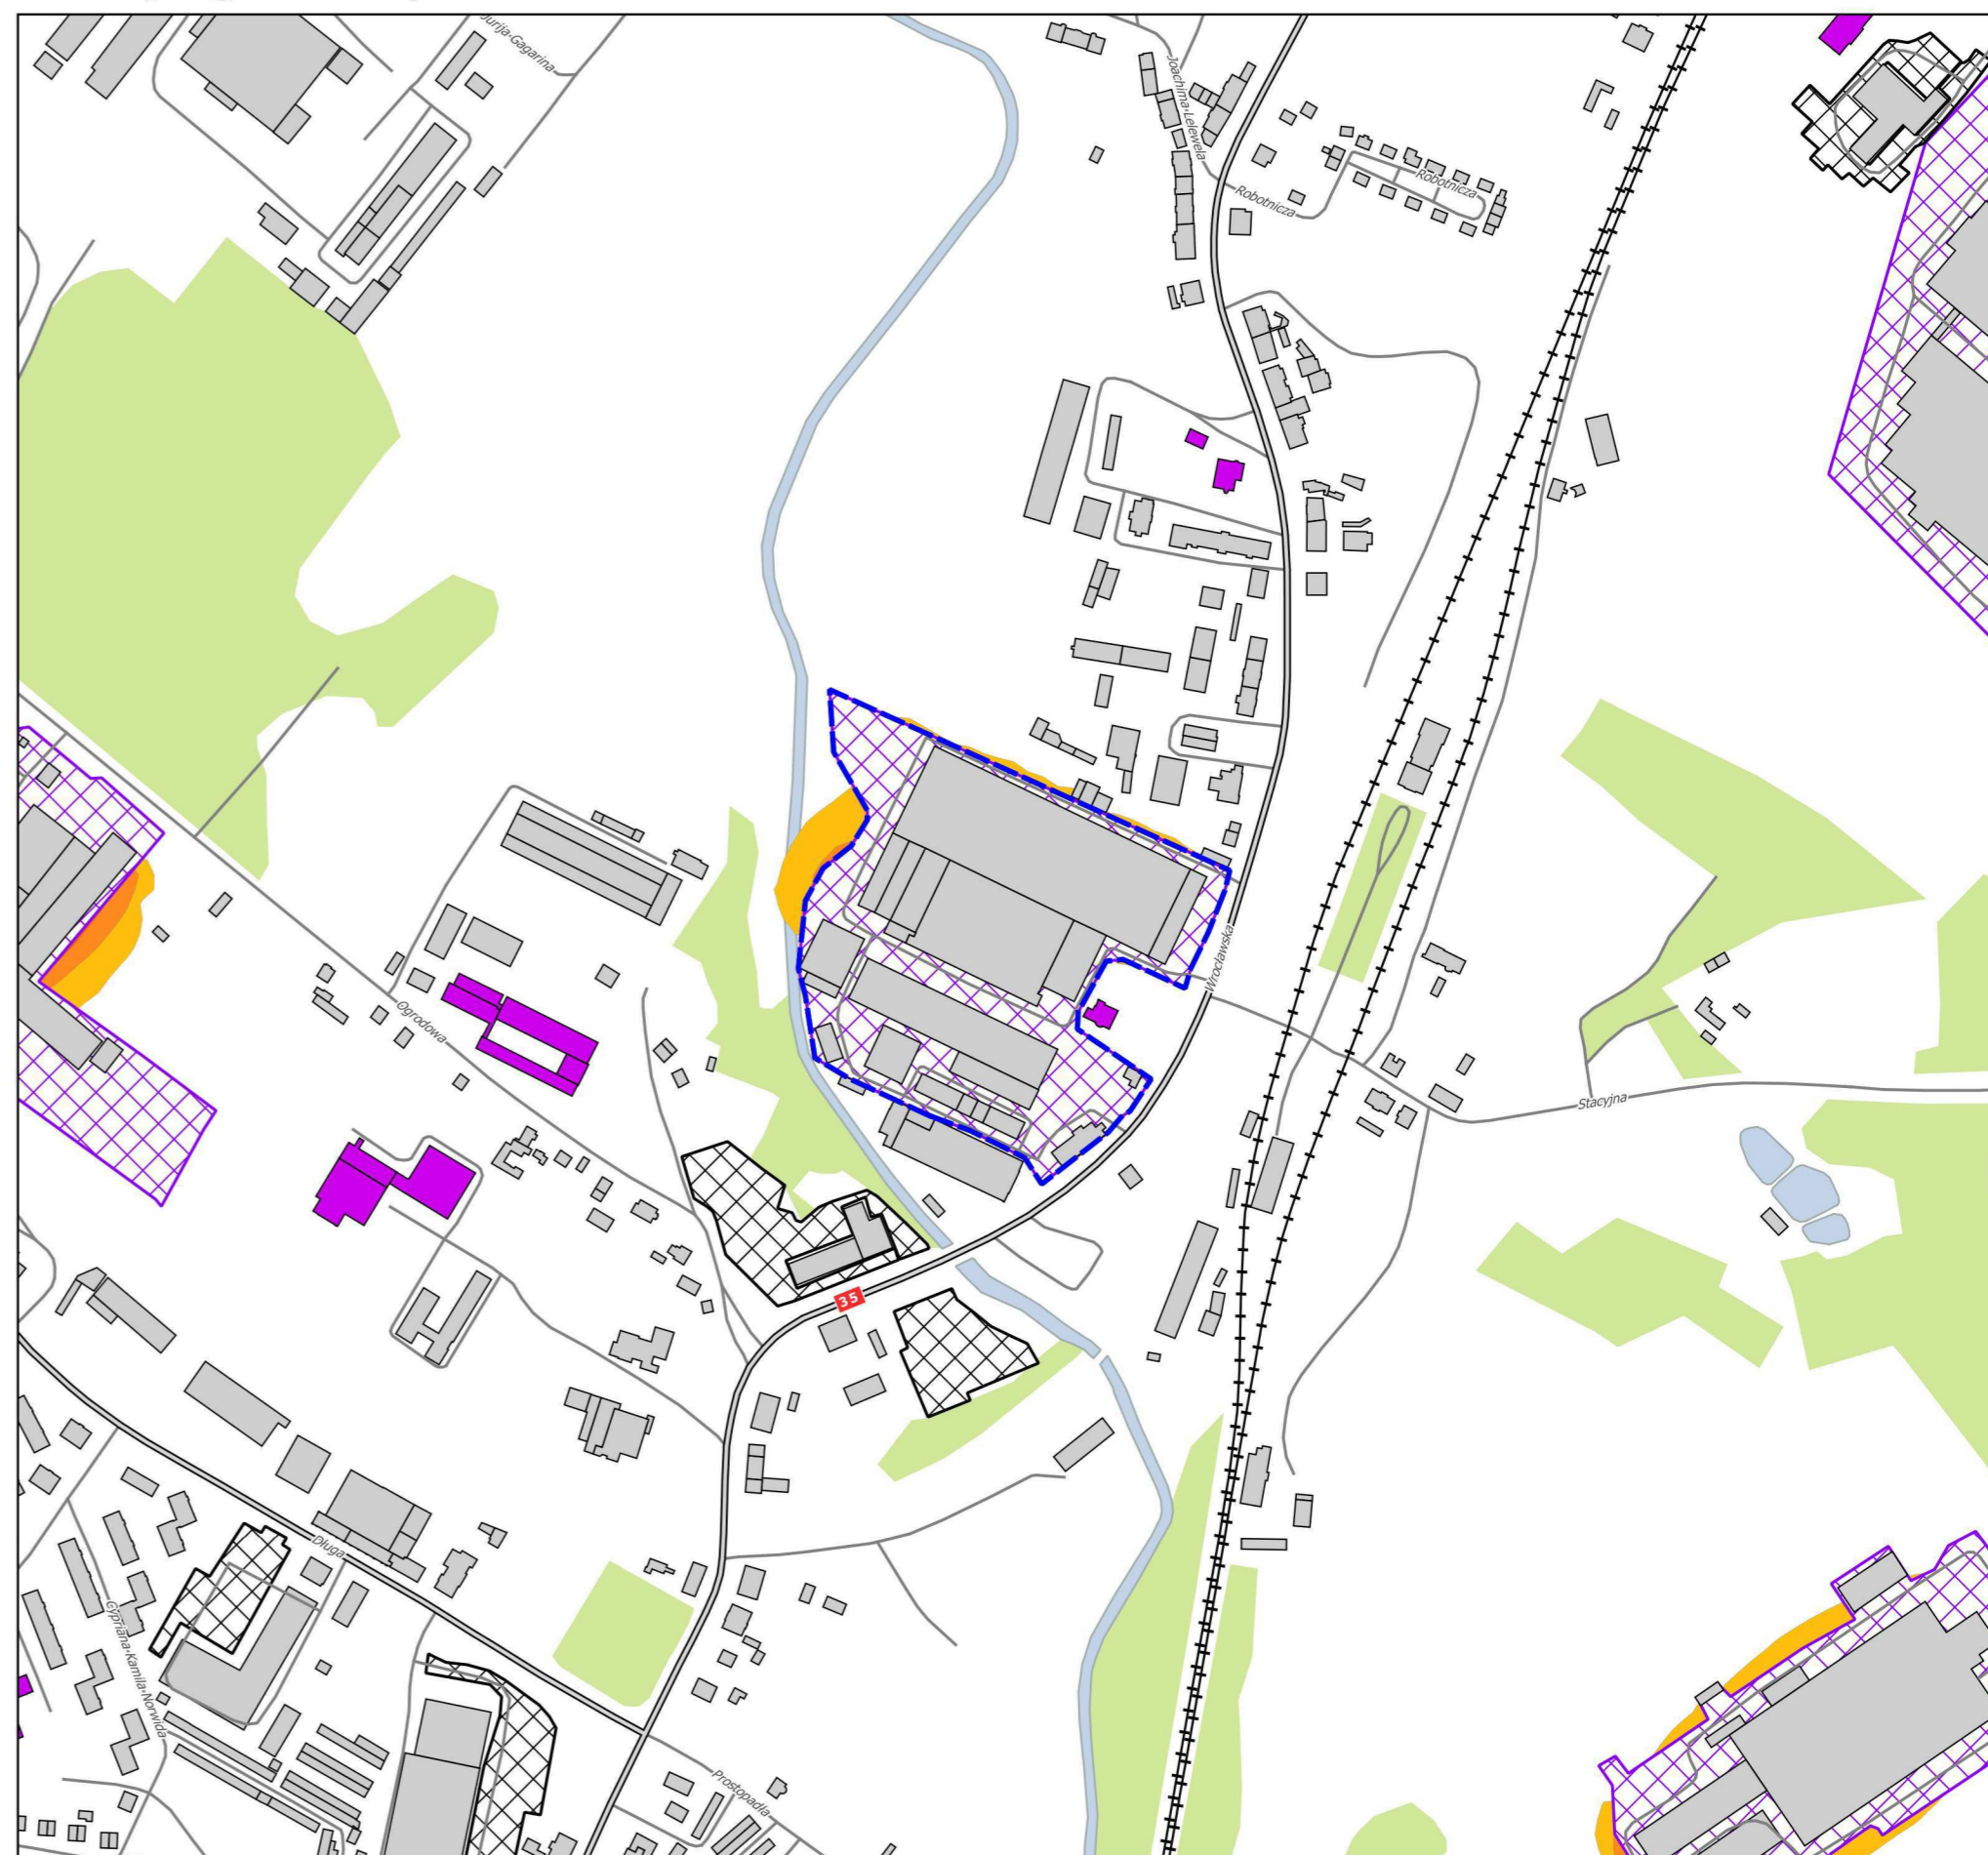 Jurija Gagarina
Joachima Lelewela
Robotnicza
Robotnicza
Wrocławska
Ogrodowa
Stacyjna
35
Długa
Cypriana Kamila Norwida
Prostopadła